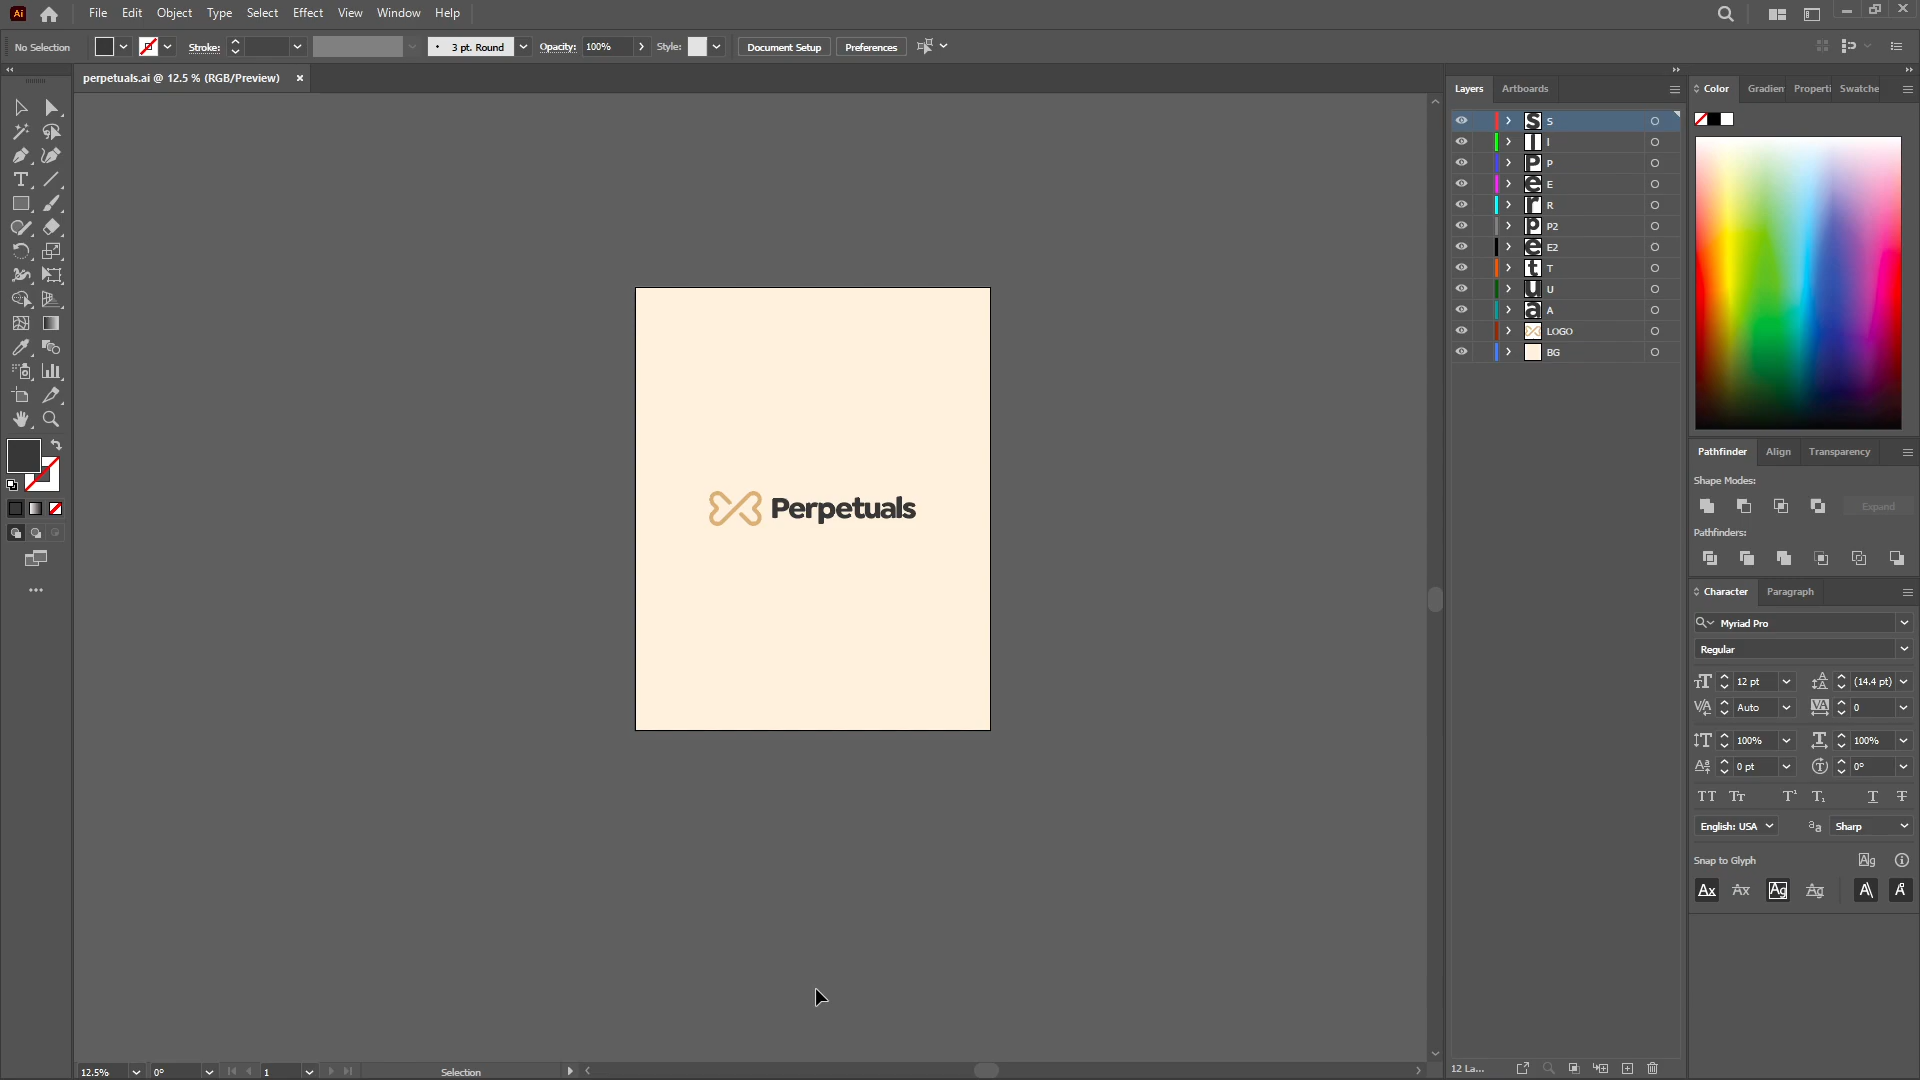 Ai File Edit Object Type Select Effect View Window Help
No Selection Stroke: 3 pt. Round Opacity: 100% Style: Document Setup Preferences
perpetuals.ai @ 12.5 % (RGB/Preview)
Layers Artboards
S
I
P
E
R
P2
E2
T
U
A
LOGO
BG
12 La...
Perpetuals
Color Gradien Properti Swatche
Pathfinder Align Transparency
Shape Modes:
Expand
Pathfinders:
Character Paragraph
Myriad Pro
Regular
12 pt (14.4 pt)
Auto 0
100% 100%
0 pt 0°
English: USA Sharp
Snap to Glyph
12.5% 0° 1 Selection